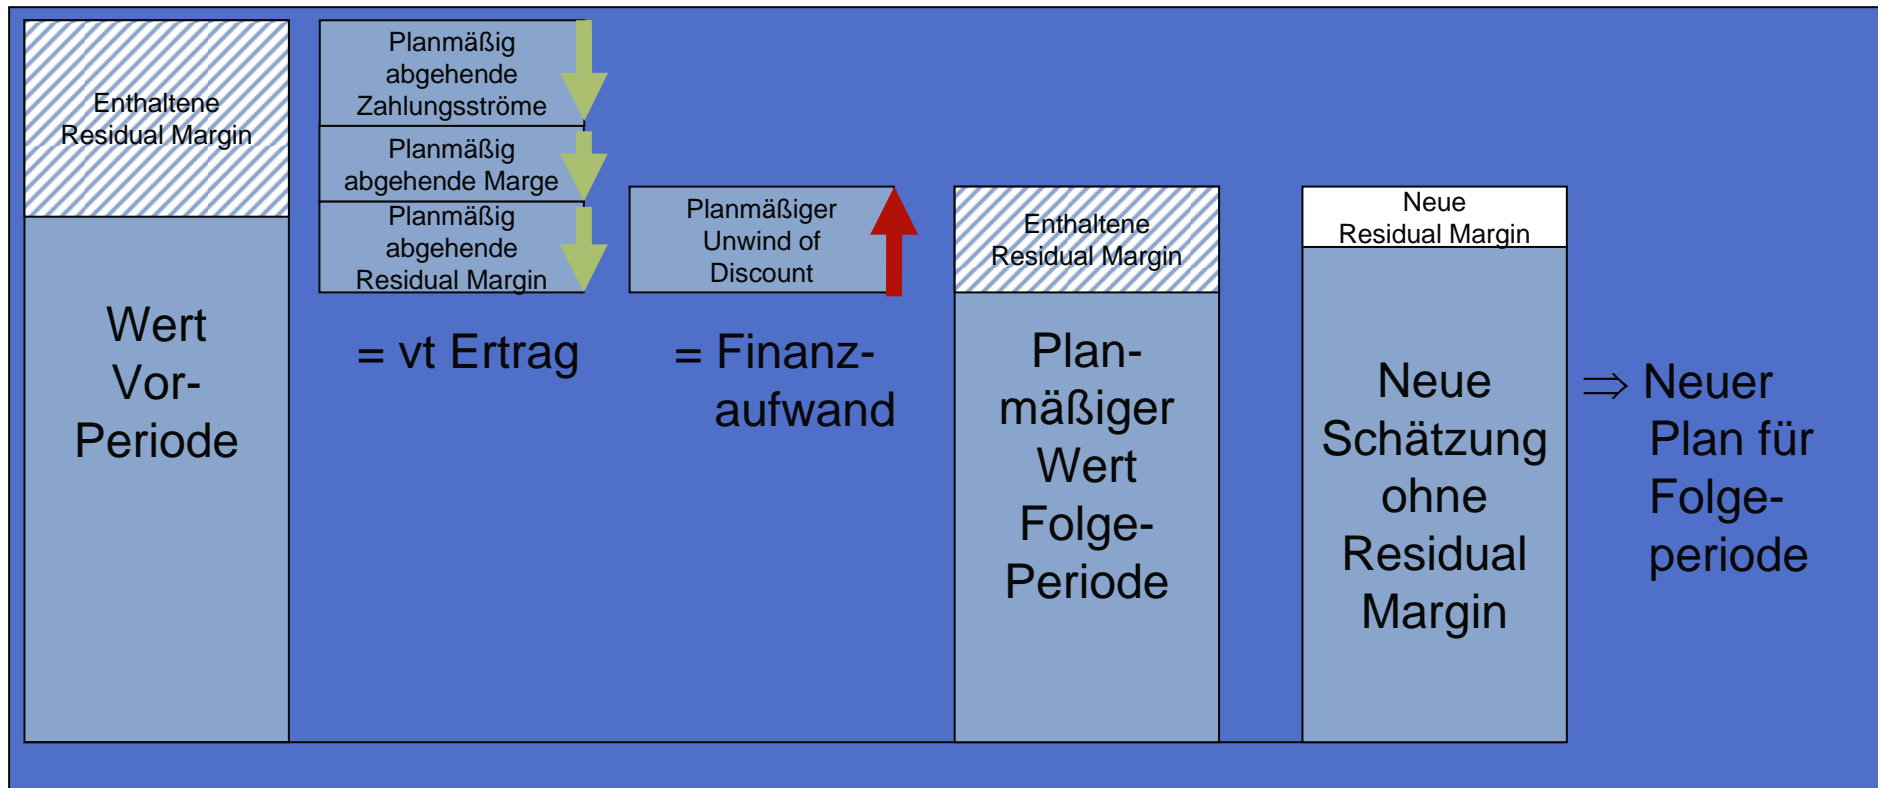 Enthaltene
Residual Margin
Wert
Vor-
Periode
Planmäßig
abgehende
Zahlungsströme
Planmäßig
abgehende Marge
Planmäßig
abgehende
Residual Margin
= vt Ertrag
Planmäßiger
Unwind of
Discount
= Finanz-
aufwand
Enthaltene
Residual Margin
Plan-
mäßiger
Wert
Folge-
Periode
Neue
Residual Margin
Neue
Schätzung
ohne
Residual
Margin
⇒ Neuer
Plan für
Folge-
periode